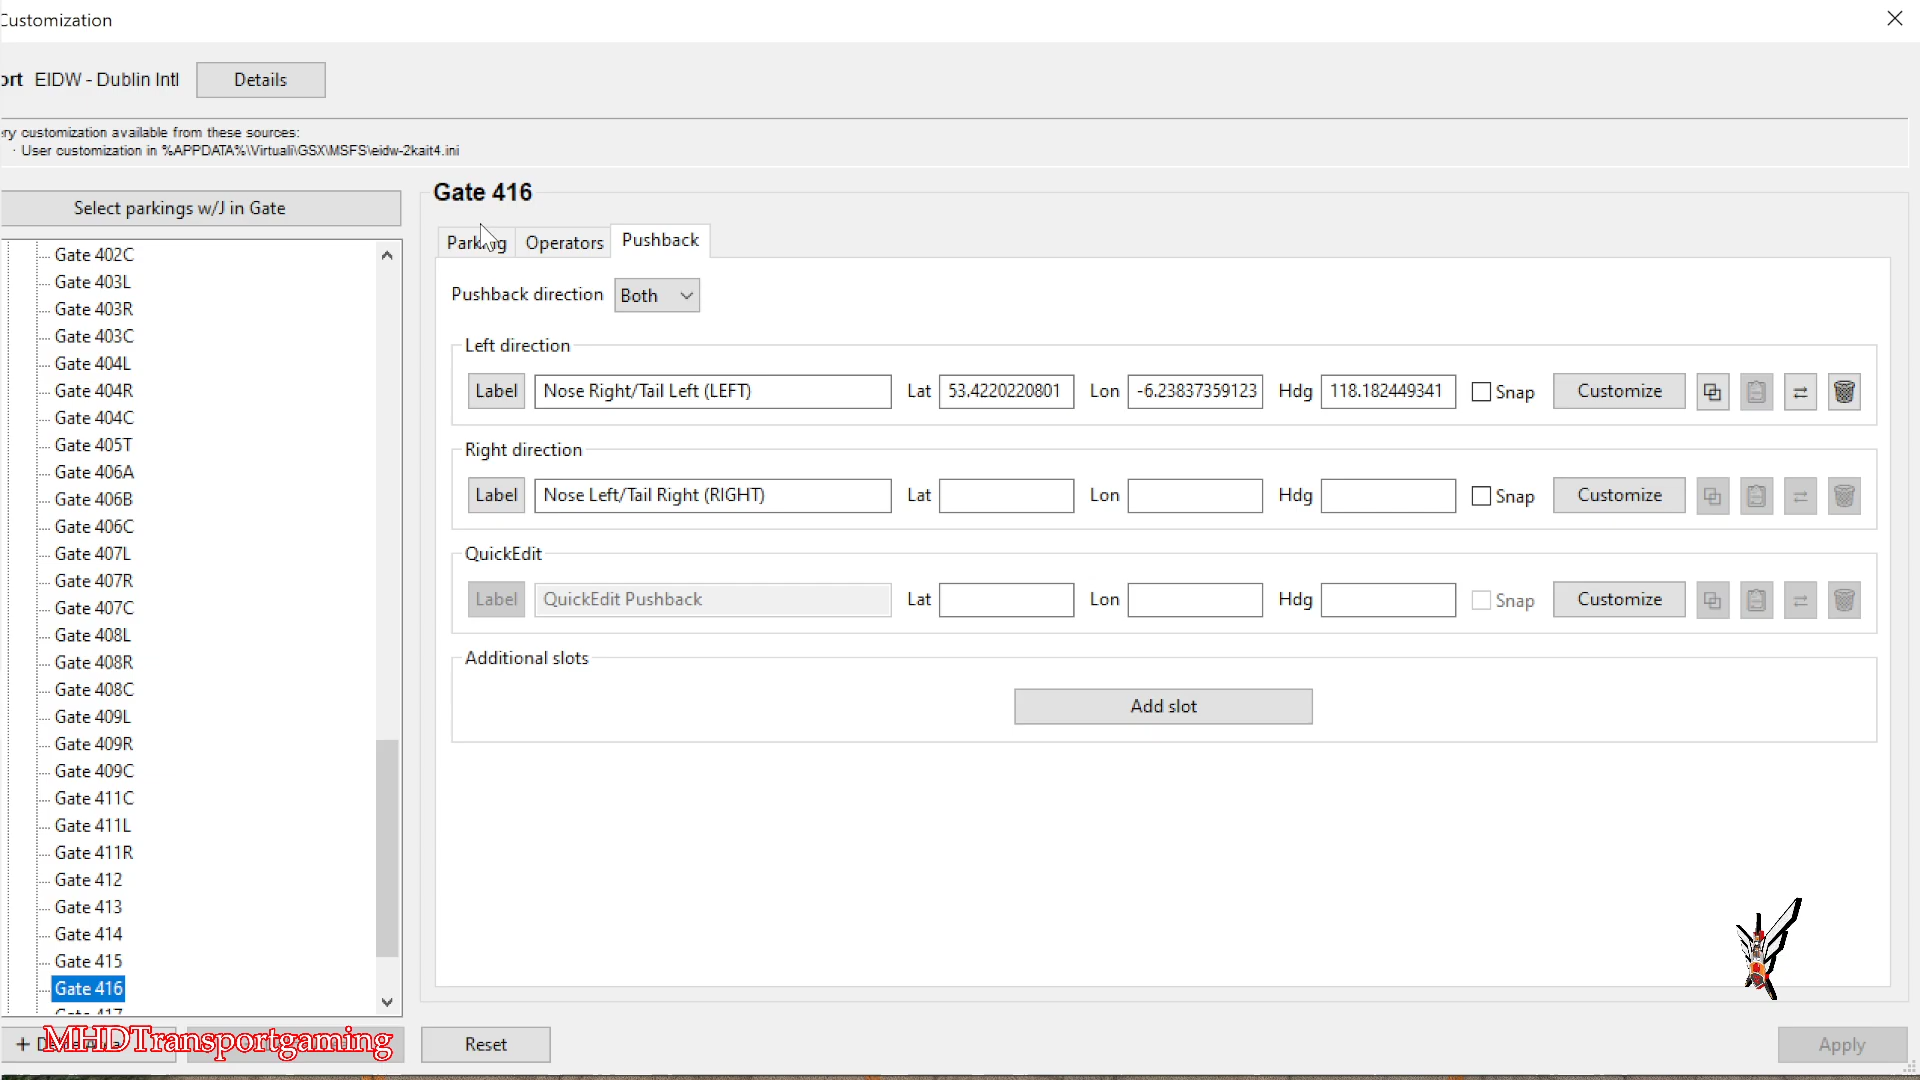 Customization
ort EIDW - Dublin Intl Details
ery customization available from these sources:
· User customization in %APPDATA%\Virtuali\GSX\MSFS\eidw-2kait4.ini
Select parkings w/J in Gate
Gate 402C
Gate 403L
Gate 403R
Gate 403C
Gate 404L
Gate 404R
Gate 404C
Gate 405T
Gate 406A
Gate 406B
Gate 406C
Gate 407L
Gate 407R
Gate 407C
Gate 408L
Gate 408R
Gate 408C
Gate 409L
Gate 409R
Gate 409C
Gate 411C
Gate 411L
Gate 411R
Gate 412
Gate 413
Gate 414
Gate 415
Gate 416
Gate 417
MHDTransportgaming
Gate 416
Parking Operators Pushback
Pushback direction Both
Left direction
Label Nose Right/Tail Left (LEFT) Lat 53.4220220801 Lon -6.23837359123 Hdg 118.182449341 Snap Customize
Right direction
Label Nose Left/Tail Right (RIGHT) Lat Lon Hdg Snap Customize
QuickEdit
Label QuickEdit Pushback Lat Lon Hdg Snap Customize
Additional slots
Add slot
Reset Apply